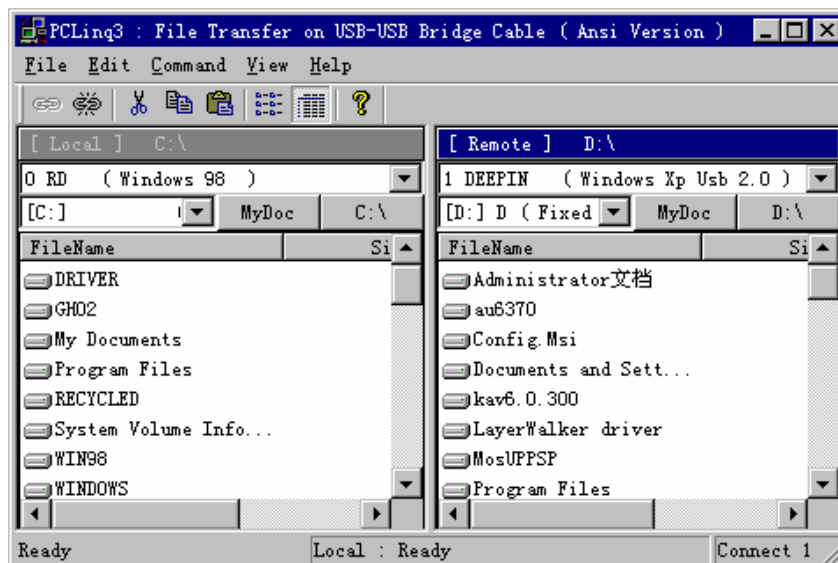 PCLinq3 : File Transfer on USB-USB Bridge Cable ( Ansi Version )
File Edit Command View Help
[ Local ] C:\
0 RD ( Windows 98 )
[C:] MyDoc C:\
FileName Si
DRIVER
GHO2
My Documents
Program Files
RECYCLED
System Volume Info...
WIN98
WINDOWS
[ Remote ] D:\
1 DEEPIN ( Windows Xp Usb 2.0 )
[D:] D ( Fixed MyDoc D:\
FileName Si
Administrator文档
au6370
Config.Msi
Documents and Sett...
kav6.0.300
LayerWalker driver
MosUPPSP
Program Files
Ready Local : Ready Connect 1